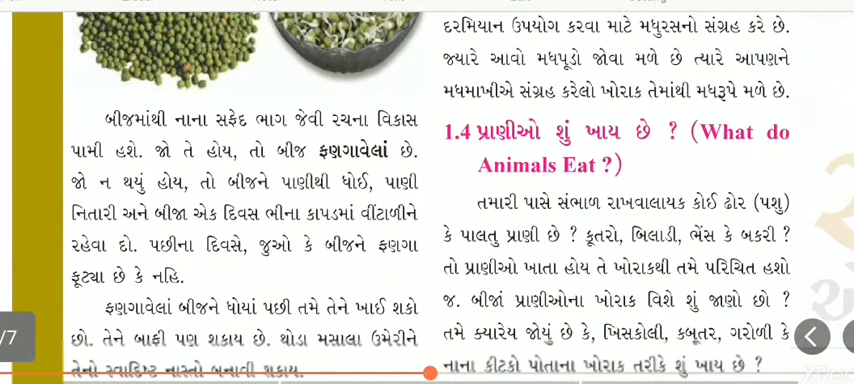 બીજમાંથી નાના સફેદ ભાગ જેવી રચના વિકાસ
પામી હશે. જો તે હોય, તો બીજ ફણગાવેલાં છે.
જો ન થયું હોય, તો બીજને પાણીથી ધોઈ, પાણી
નિતારી અને બીજા એક દિવસ ભીના કાપડમાં વીંટાળીને
રહેવા દો. પછીના દિવસે, જુઓ કે બીજને ફણગા
ફૂટ્યા છે કે નહિ.
ફણગાવેલાં બીજને ધોયાં પછી તમે તેને ખાઈ શકો
છો. તેને બાફી પણ શકાય છે. થોડા મસાલા ઉમેરીને
તેનો સ્વાદિષ્ટ નાસ્તો બનાવી શકાય.
દરમિયાન ઉપયોગ કરવા માટે મધુરસનો સંગ્રહ કરે છે.
જ્યારે આવો મધપૂડો જોવા મળે છે ત્યારે આપણને
મધમાખીએ સંગ્રહ કરેલો ખોરાક તેમાંથી મધરૂપે મળે છે.
1.4 પ્રાણીઓ શું ખાય છે ? (What do
Animals Eat ?)
તમારી પાસે સંભાળ રાખવાલાયક કોઈ ઢોર (પશુ)
કે પાલતુ પ્રાણી છે ? કૂતરો, બિલાડી, ભેંસ કે બકરી ?
તો પ્રાણીઓ ખાતા હોય તે ખોરાકથી તમે પરિચિત હશો
જ. બીજાં પ્રાણીઓના ખોરાક વિશે શું જાણો છો ?
તમે ક્યારેય જોયું છે કે, ખિસકોલી, કબૂતર, ગરોળી કે
નાના કીટકો પોતાના ખોરાક તરીકે શું ખાય છે ?
/7